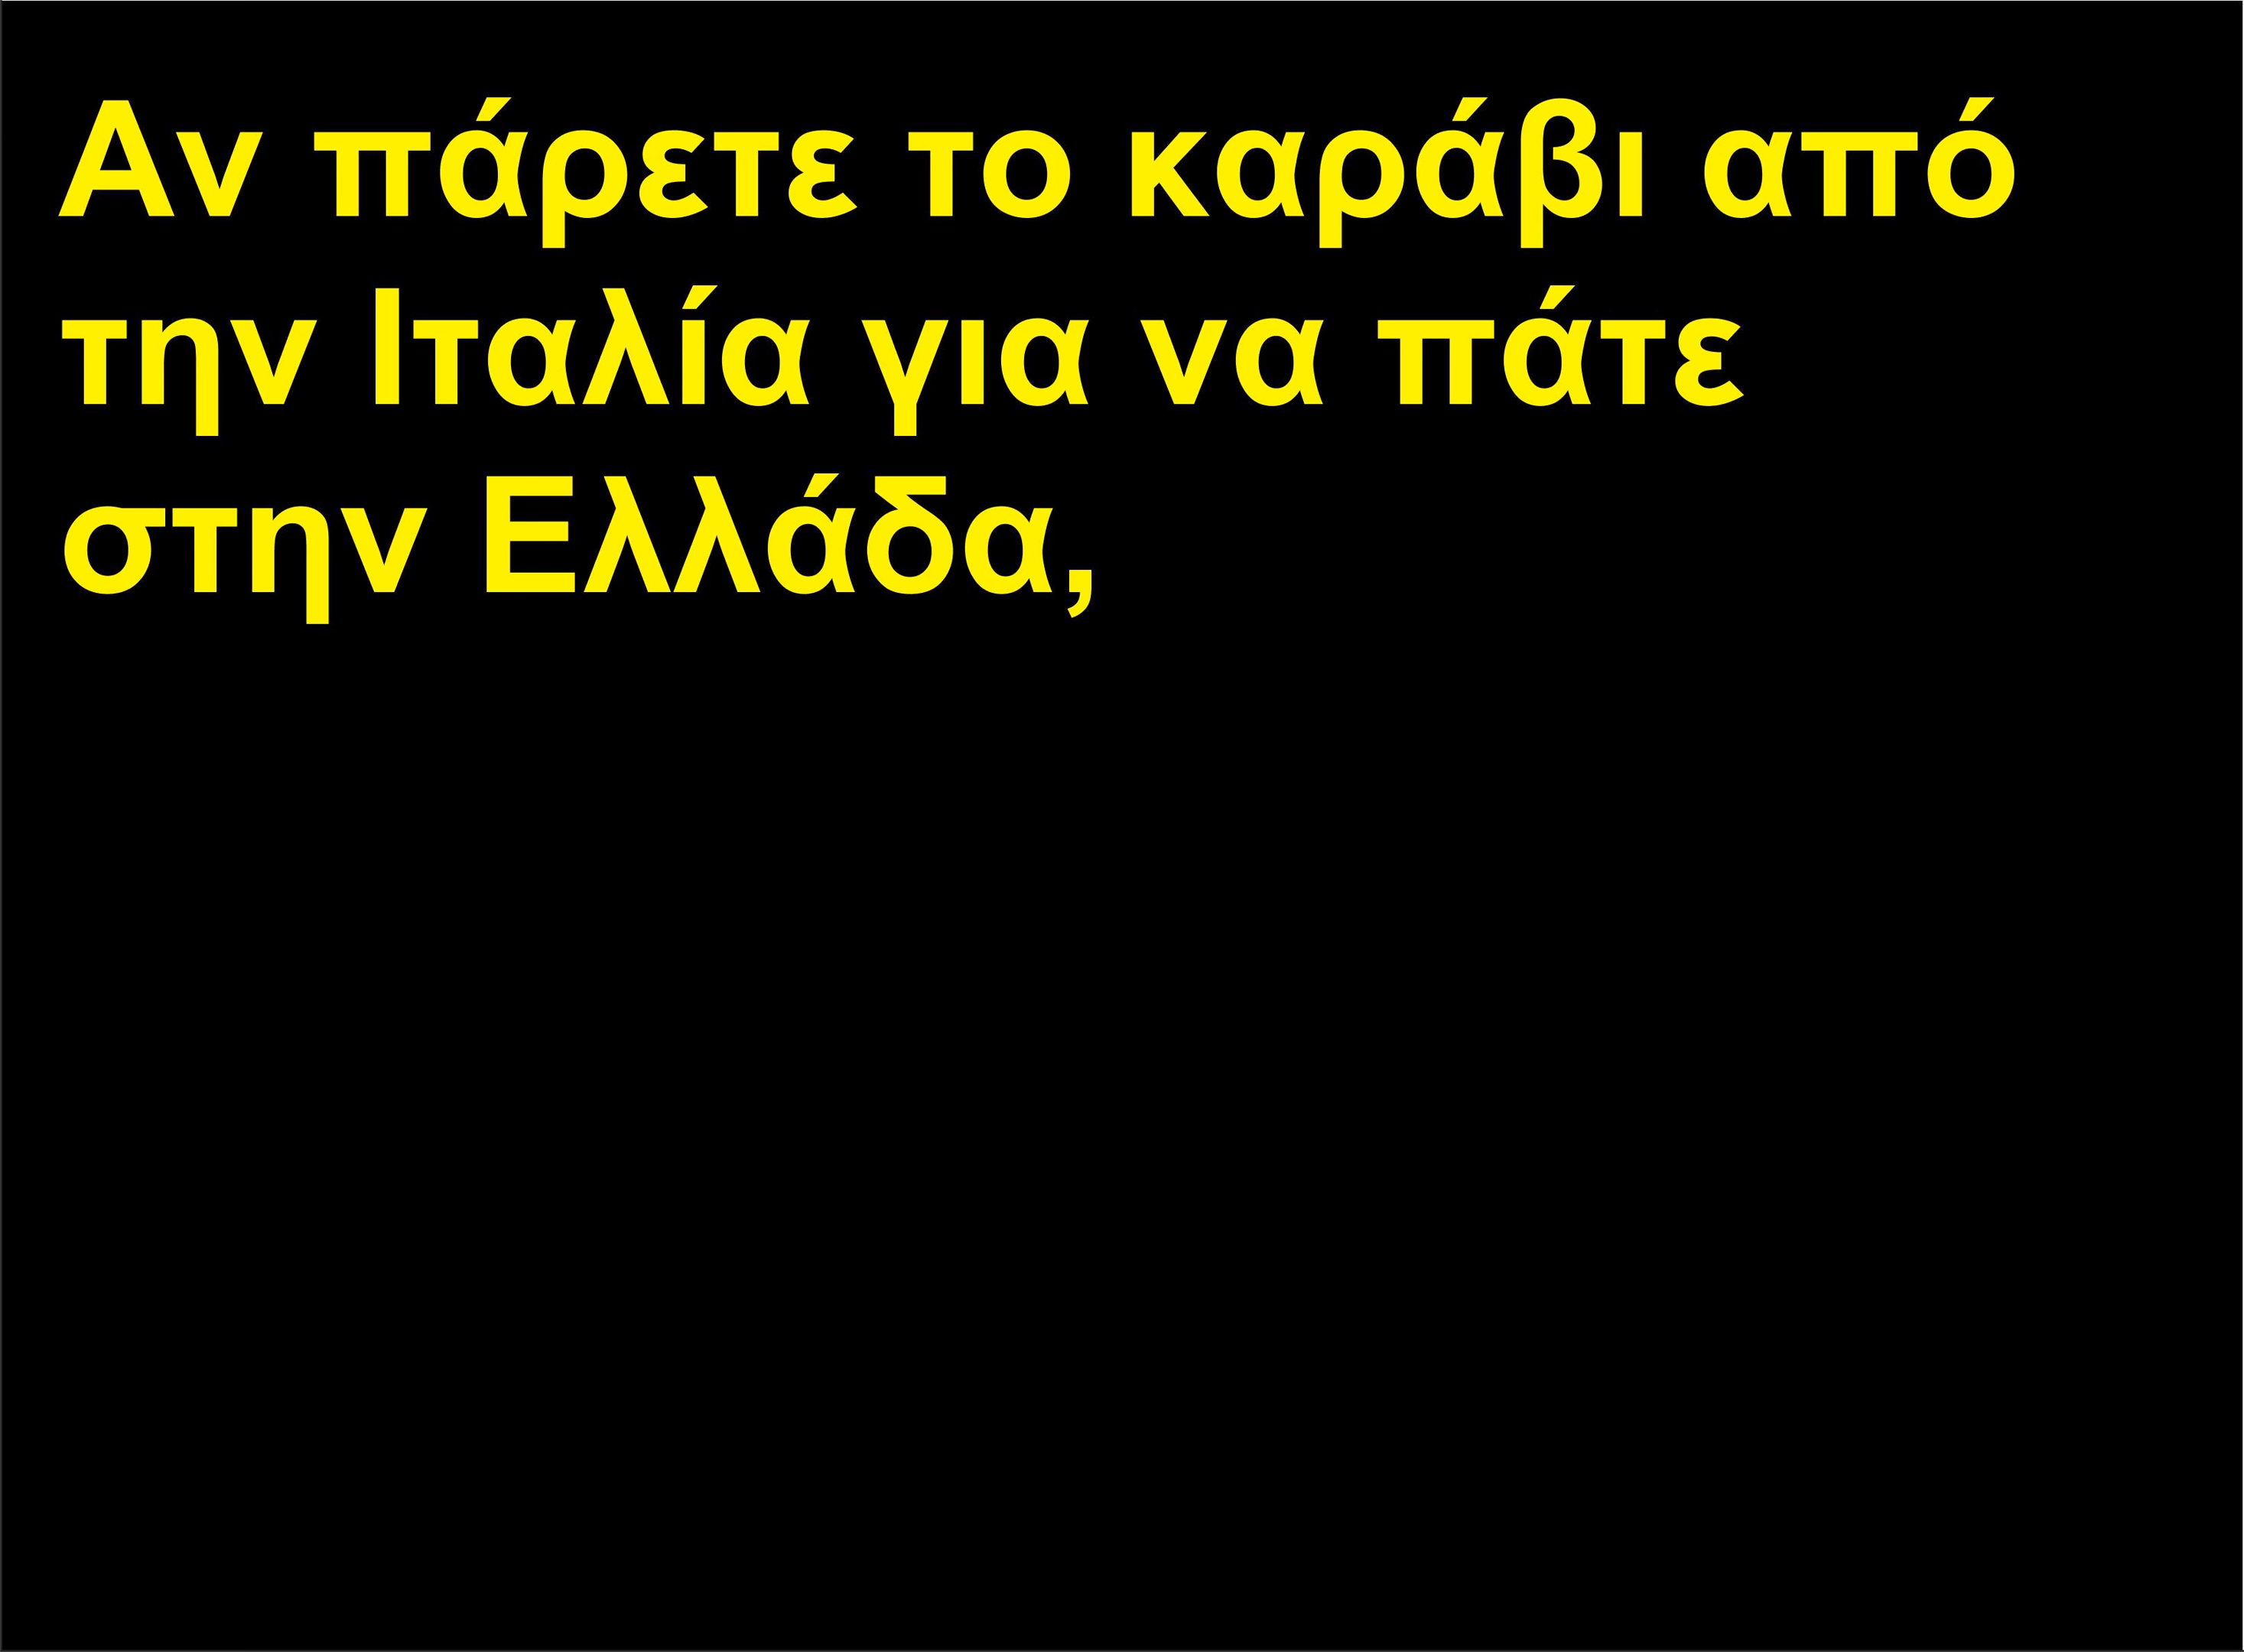 Αν πάρετε το καράβι από
την Ιταλία για να πάτε
στην Ελλάδα,